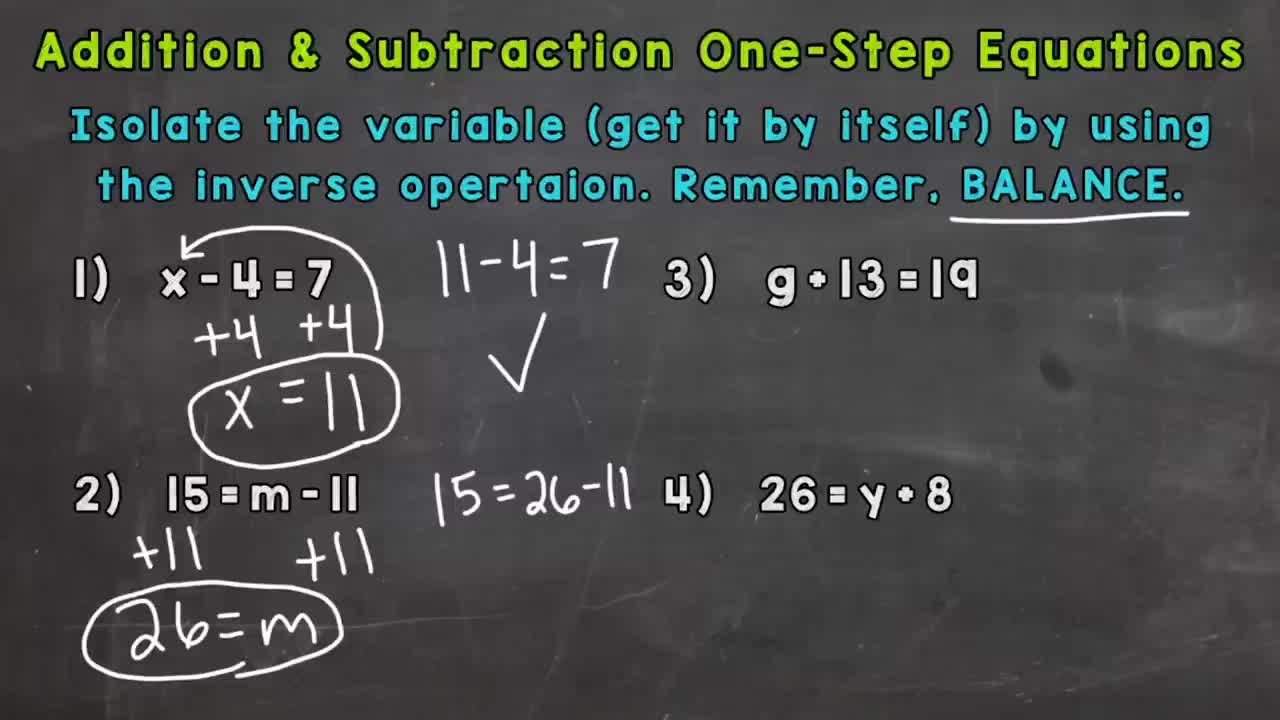 Addition & Subtraction One-Step Equations
Isolate the variable (get it by itself) by using
the inverse opertaion. Remember, BALANCE.
1) x - 4 = 7
+4 +4
x = 11
11 - 4 = 7
✓
2) 15 = m - 11
+11 +11
26 = m
15 = 26 - 11
3) g + 13 = 19
4) 26 = y + 8